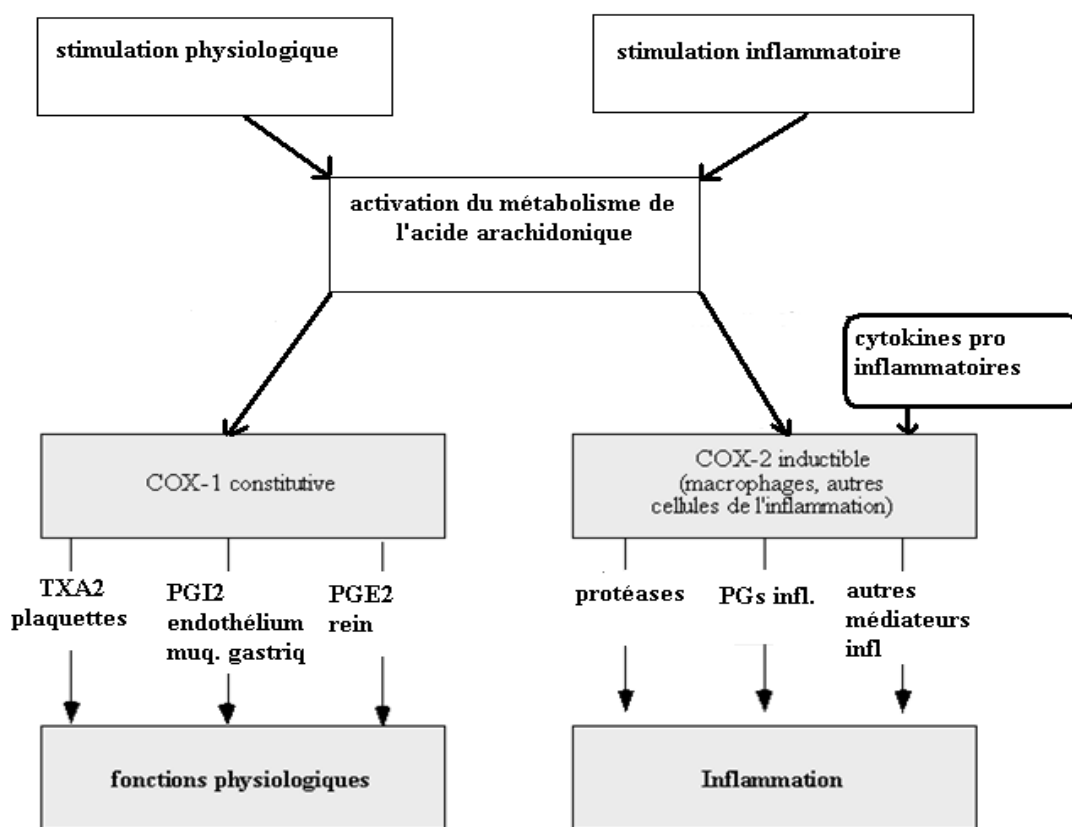 stimulation physiologique
stimulation inflammatoire
activation du métabolisme de
l'acide arachidonique
cytokines pro
inflammatoires
COX-1 constitutive
COX-2 inductible
(macrophages, autres
cellules de l'inflammation)
TXA2
plaquettes
PGI2
endothélium
muq. gastriq
PGE2
rein
protéases
PGs infl.
autres
médiateurs
infl
fonctions physiologiques
Inflammation